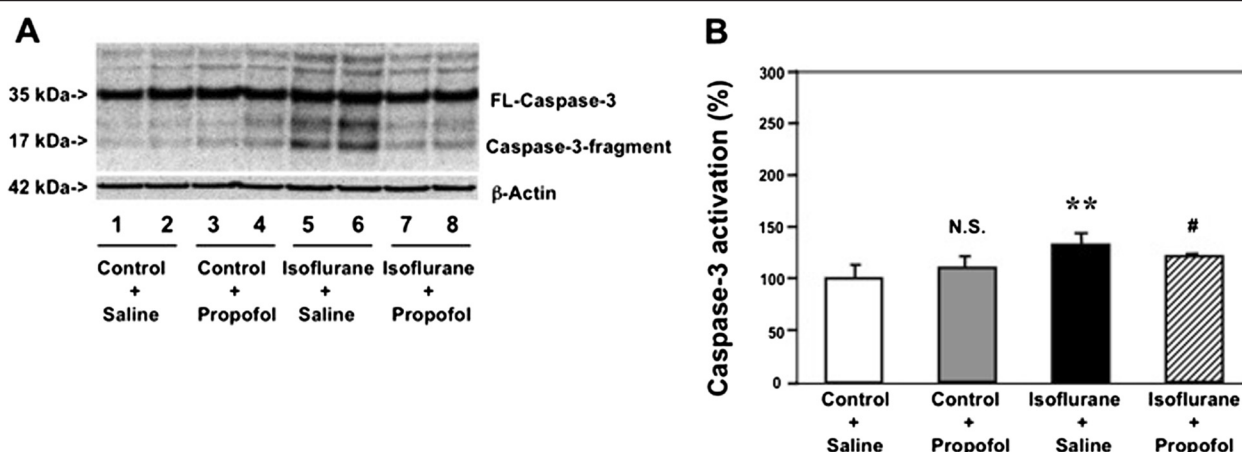 A
35 kDa->
FL-Caspase-3
17 kDa->
Caspase-3-fragment
42 kDa->
β-Actin
1 2 3 4 5 6 7 8
Control Control Isoflurane Isoflurane
+ + + +
Saline Propofol Saline Propofol
B
Caspase-3 activation (%)
300
250
200
150
100
50
0
N.S.
**
#
Control Control Isoflurane Isoflurane
+ + + +
Saline Propofol Saline Propofol